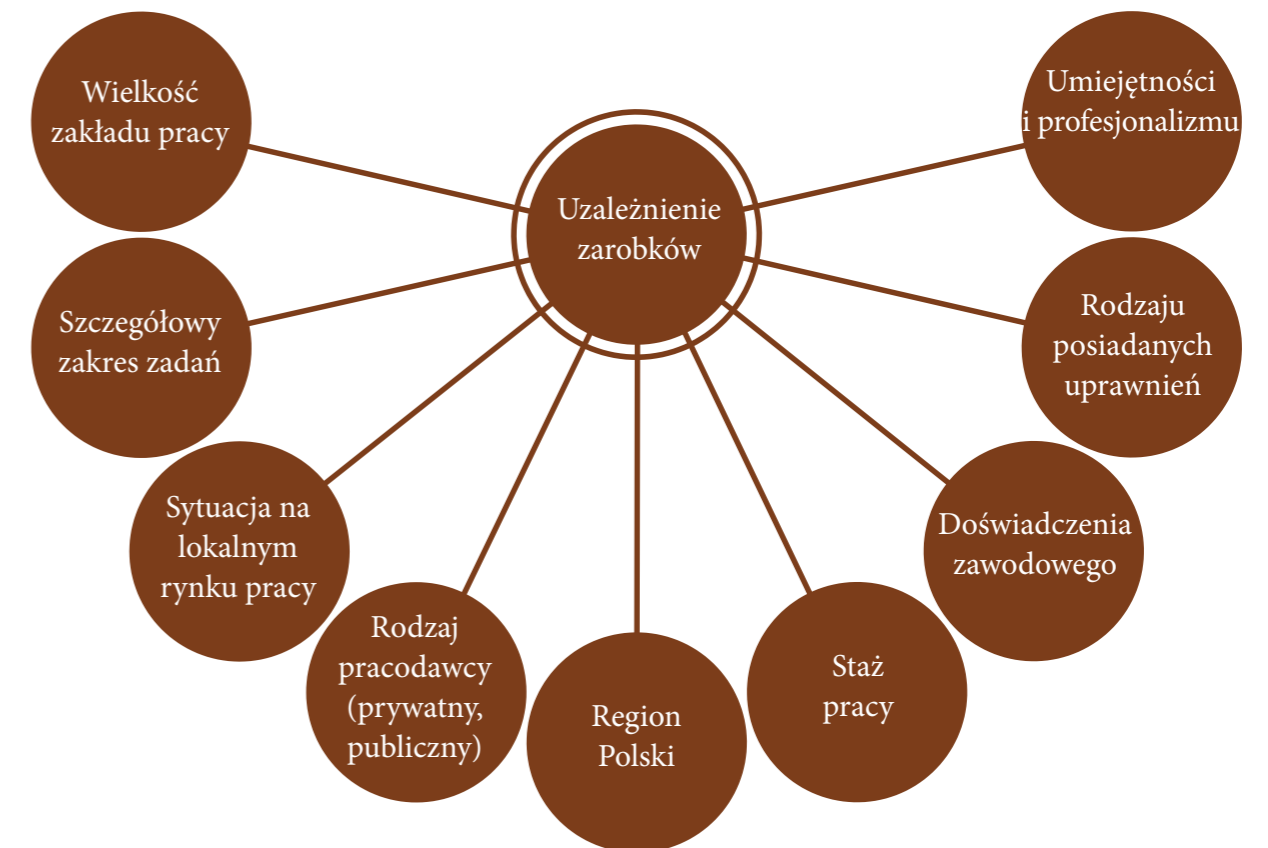 Uzależnienie
zarobków
Wielkość
zakładu pracy
Szczegółowy
zakres zadań
Sytuacja na
lokalnym
rynku pracy
Rodzaj
pracodawcy
(prywatny,
publiczny)
Region
Polski
Staż
pracy
Doświadczenia
zawodowego
Rodzaju
posiadanych
uprawnień
Umiejętności
i profesjonalizmu